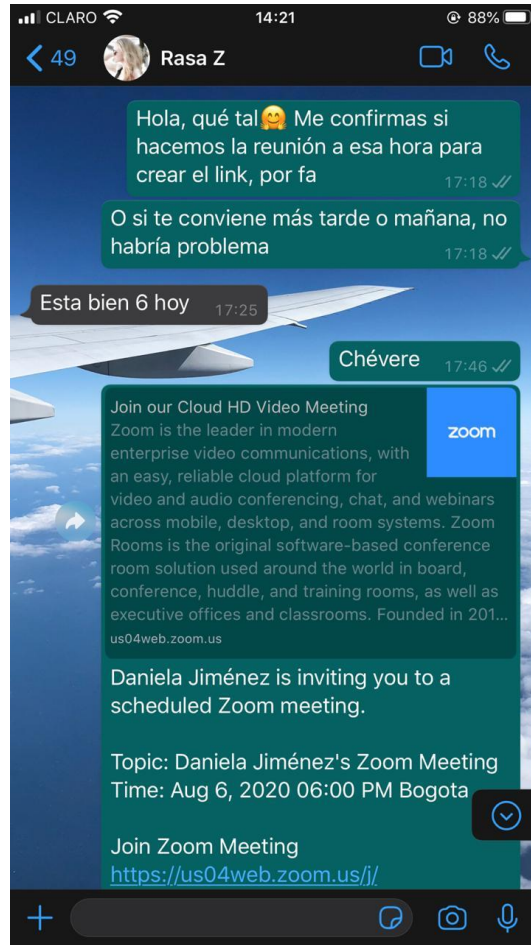 CLARO 14:21 88%
49 Rasa Z
Hola, qué tal🤗 Me confirmas si
hacemos la reunión a esa hora para
crear el link, por fa
17:18
O si te conviene más tarde o mañana, no
habría problema
17:18
Esta bien 6 hoy 17:25
Chévere 17:46
Join our Cloud HD Video Meeting
Zoom is the leader in modern
enterprise video communications, with
an easy, reliable cloud platform for
video and audio conferencing, chat, and webinars
across mobile, desktop, and room systems. Zoom
Rooms is the original software-based conference
room solution used around the world in board,
conference, huddle, and training rooms, as well as
executive offices and classrooms. Founded in 201...
us04web.zoom.us
zoom
Daniela Jiménez is inviting you to a
scheduled Zoom meeting.
Topic: Daniela Jiménez's Zoom Meeting
Time: Aug 6, 2020 06:00 PM Bogota
Join Zoom Meeting
https://us04web.zoom.us/j/